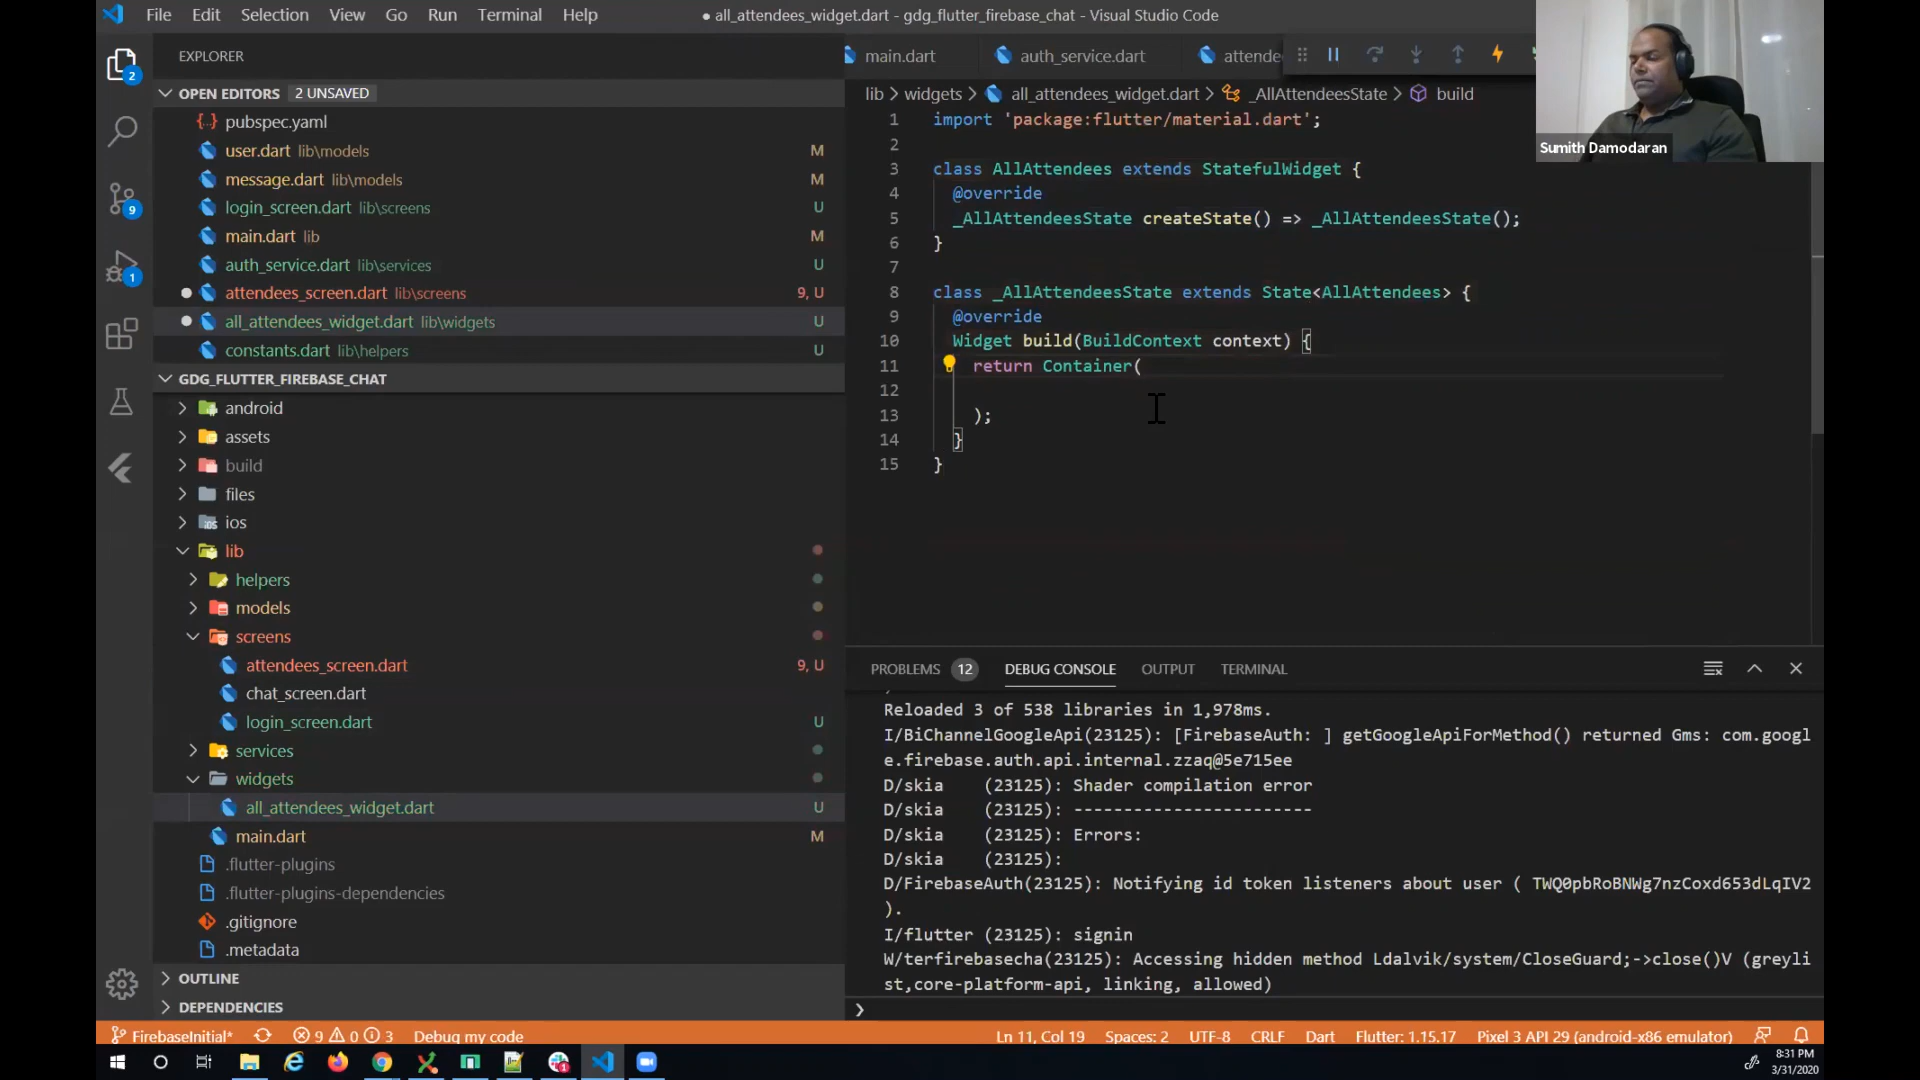 File Edit Selection View Go Run Terminal Help
● all_attendees_widget.dart - gdg_flutter_firebase_chat - Visual Studio Code
EXPLORER
OPEN EDITORS 2 UNSAVED
pubspec.yaml
user.dart lib\models M
message.dart lib\models M
login_screen.dart lib\screens U
main.dart lib M
auth_service.dart lib\services U
attendees_screen.dart lib\screens 9, U
all_attendees_widget.dart lib\widgets U
constants.dart lib\helpers U
GDG_FLUTTER_FIREBASE_CHAT
android
assets
build
files
ios
lib
helpers
models
screens
attendees_screen.dart 9, U
chat_screen.dart
login_screen.dart U
services
widgets
all_attendees_widget.dart U
main.dart M
.flutter-plugins
.flutter-plugins-dependencies
.gitignore
.metadata
OUTLINE
DEPENDENCIES
2
9
1
main.dart auth_service.dart attende
lib > widgets > all_attendees_widget.dart > _AllAttendeesState > build
1 import 'package:flutter/material.dart';
2
3 class AllAttendees extends StatefulWidget {
4 @override
5 _AllAttendeesState createState() => _AllAttendeesState();
6 }
7
8 class _AllAttendeesState extends State<AllAttendees> {
9 @override
10 Widget build(BuildContext context) {
11 return Container(
12
13 );
14 }
15 }
Sumith Damodaran
PROBLEMS 12 DEBUG CONSOLE OUTPUT TERMINAL
Reloaded 3 of 538 libraries in 1,978ms.
I/BiChannelGoogleApi(23125): [FirebaseAuth: ] getGoogleApiForMethod() returned Gms: com.googl
e.firebase.auth.api.internal.zzaq@5e715ee
D/skia (23125): Shader compilation error
D/skia (23125): ------------------------
D/skia (23125): Errors:
D/skia (23125):
D/FirebaseAuth(23125): Notifying id token listeners about user ( TWQ0pbRoBNWg7nzCoxd653dLqIV2
).
I/flutter (23125): signin
W/terfirebasecha(23125): Accessing hidden method Ldalvik/system/CloseGuard;->close()V (greyli
st,core-platform-api, linking, allowed)
FirebaseInitial* 9 0 3 Debug my code Ln 11, Col 19 Spaces: 2 UTF-8 CRLF Dart Flutter: 1.15.17 Pixel 3 API 29 (android-x86 emulator)
8:31 PM
3/31/2020